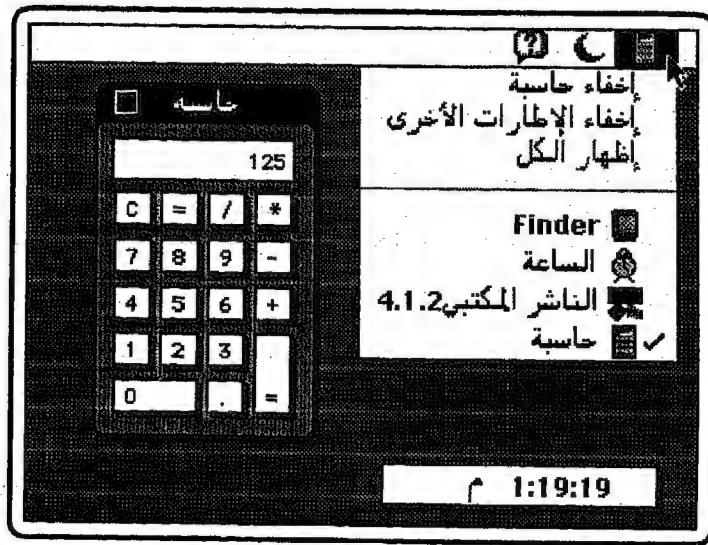 إخفاء حاسبة
إخفاء الإطارات الأخرى
إظهار الكل
Finder
الساعة
الناشر المكتبي4.1.2
حاسبة
حاسبة
125
C = / *
7 8 9 -
4 5 6 +
1 2 3
0 . =
1:19:19 م